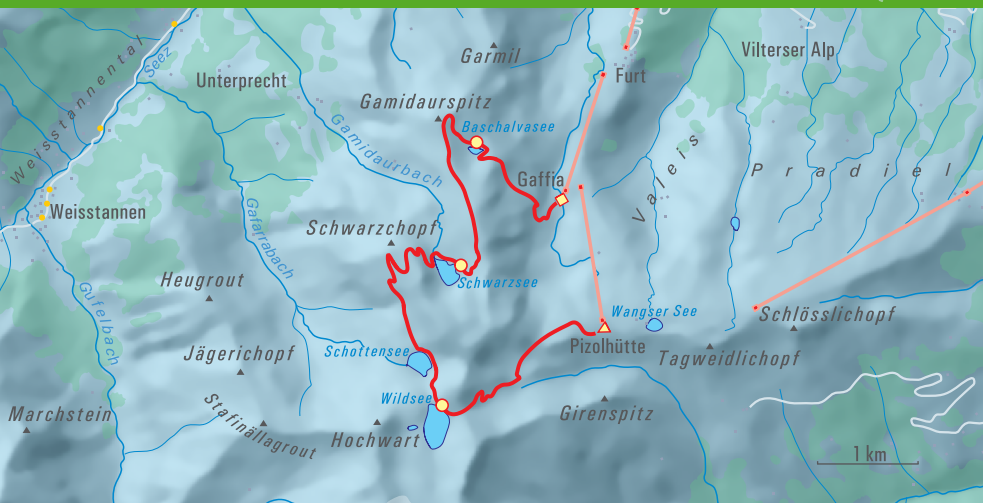 Garmil
Vilterser Alp
Weisstannental
Seez
Unterprecht
Furt
Gamidaurspitz
Baschalvasee
Gamidaurbach
Gaffia
Valeis
Pradiel
Weisstannen
Gafarrabach
Schwarzchopf
Schwarzsee
Heugrout
Gufelbach
Wangser See
Schlösslichopf
Pizolhütte
Jägerichopf
Schottensee
Tagweidlichopf
Wildsee
Stafinällagrout
Marchstein
Hochwart
Girenspitz
1 km